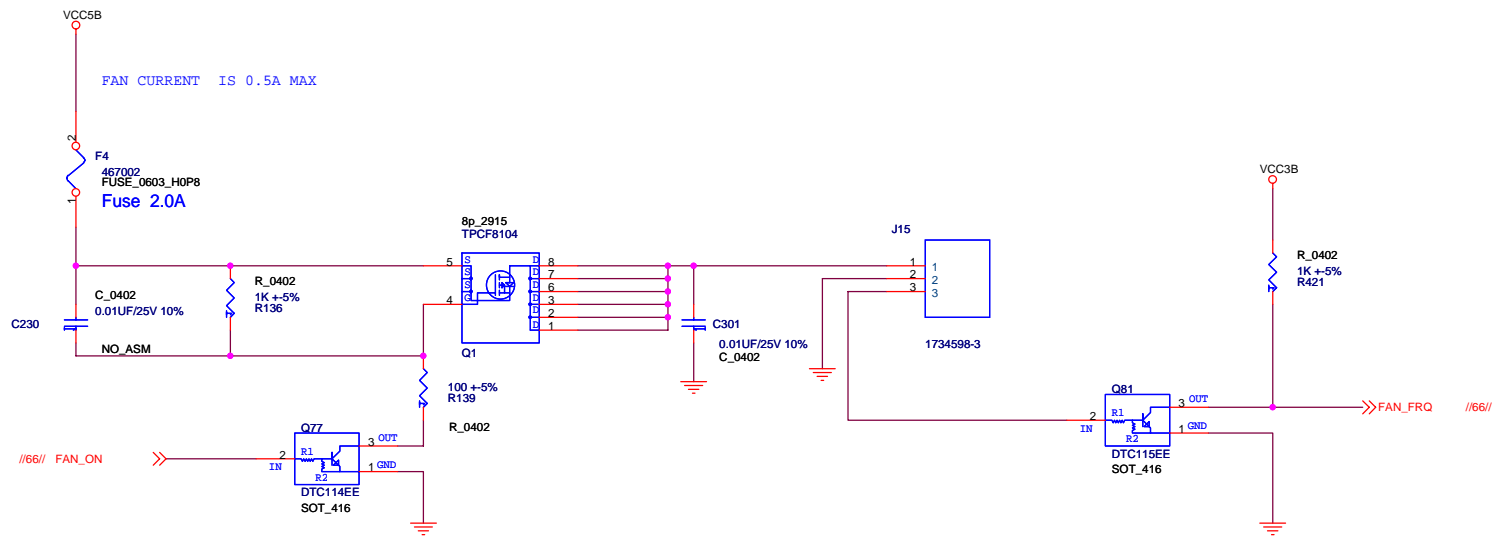 VCC5B
FAN CURRENT  IS 0.5A MAX
2
F4
467002
FUSE_0603_H0P8
Fuse 2.0A
1
VCC3B
8p_2915
TPCF8104
J15
5 S D 8
S D 7
S D 6
4 G D 3
D 2
D 1
Q1
R_0402
1K +-5%
R136
C_0402
0.01UF/25V 10%
C230
NO_ASM
C301
0.01UF/25V 10%
C_0402
1 1
2 2
3 3
1734598-3
R_0402
1K +-5%
R421
100 +-5%
R139
R_0402
Q81
3 OUT
2
IN
R1
R2
1 GND
DTC115EE
SOT_416
FAN_FRQ //66//
Q77
3 OUT
//66// FAN_ON
2
IN
R1
R2
1 GND
DTC114EE
SOT_416